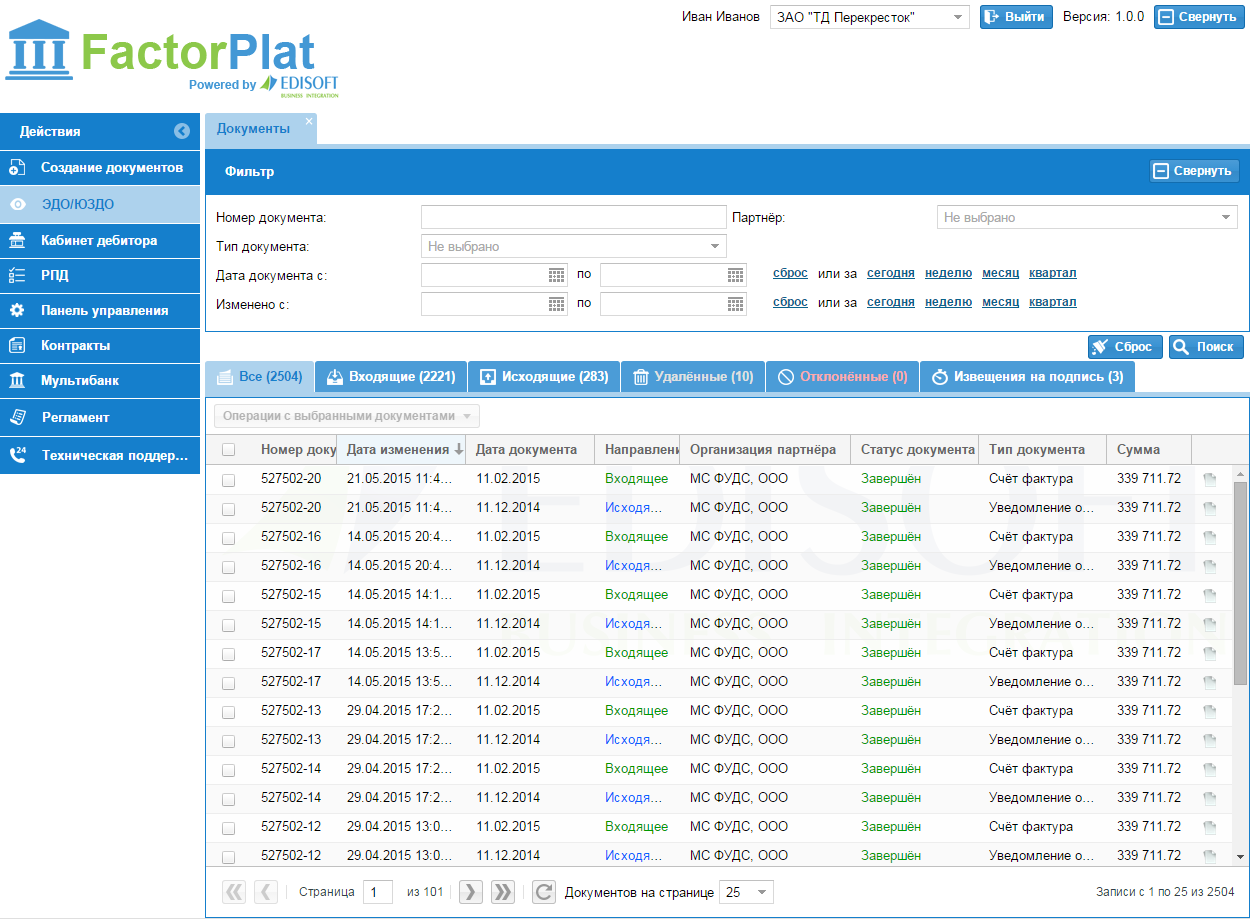 Иван Иванов ЗАО "ТД Перекресток" Выйти Версия: 1.0.0 Свернуть
FactorPlat
Powered by EDISOFT
BUSINESS INTEGRATION
Действия
Создание документов
ЭДО/ЮЗДО
Кабинет дебитора
РПД
Панель управления
Контракты
Мультибанк
Регламент
24 Техническая поддер...
Документы
Фильтр Свернуть
Номер документа: Партнёр: Не выбрано
Тип документа: Не выбрано
Дата документа с: по сброс или за сегодня неделю месяц квартал
Изменено с: по сброс или за сегодня неделю месяц квартал
Сброс Поиск
Все (2504) Входящие (2221) Исходящие (283) Удалённые (10) Отклонённые (0) Извещения на подпись (3)
Операции с выбранными документами
Номер доку Дата изменения Дата документа Направлени Организация партнёра Статус документа Тип документа Сумма
527502-20 21.05.2015 11:4... 11.02.2015 Входящее МС ФУДС, ООО Завершён Счёт фактура 339 711.72
527502-20 21.05.2015 11:4... 11.12.2014 Исходя... МС ФУДС, ООО Завершён Уведомление о... 339 711.72
527502-16 14.05.2015 20:4... 11.02.2015 Входящее МС ФУДС, ООО Завершён Счёт фактура 339 711.72
527502-16 14.05.2015 20:4... 11.12.2014 Исходя... МС ФУДС, ООО Завершён Уведомление о... 339 711.72
527502-15 14.05.2015 14:1... 11.02.2015 Входящее МС ФУДС, ООО Завершён Счёт фактура 339 711.72
527502-15 14.05.2015 14:1... 11.12.2014 Исходя... МС ФУДС, ООО Завершён Уведомление о... 339 711.72
527502-17 14.05.2015 13:5... 11.02.2015 Входящее МС ФУДС, ООО Завершён Счёт фактура 339 711.72
527502-17 14.05.2015 13:5... 11.12.2014 Исходя... МС ФУДС, ООО Завершён Уведомление о... 339 711.72
527502-13 29.04.2015 17:2... 11.02.2015 Входящее МС ФУДС, ООО Завершён Счёт фактура 339 711.72
527502-13 29.04.2015 17:2... 11.12.2014 Исходя... МС ФУДС, ООО Завершён Уведомление о... 339 711.72
527502-14 29.04.2015 17:2... 11.02.2015 Входящее МС ФУДС, ООО Завершён Счёт фактура 339 711.72
527502-14 29.04.2015 17:2... 11.12.2014 Исходя... МС ФУДС, ООО Завершён Уведомление о... 339 711.72
527502-12 29.04.2015 13:0... 11.02.2015 Входящее МС ФУДС, ООО Завершён Счёт фактура 339 711.72
527502-12 29.04.2015 13:0... 11.12.2014 Исходя... МС ФУДС, ООО Завершён Уведомление о... 339 711.72
Страница 1 из 101 Документов на странице 25 Записи с 1 по 25 из 2504